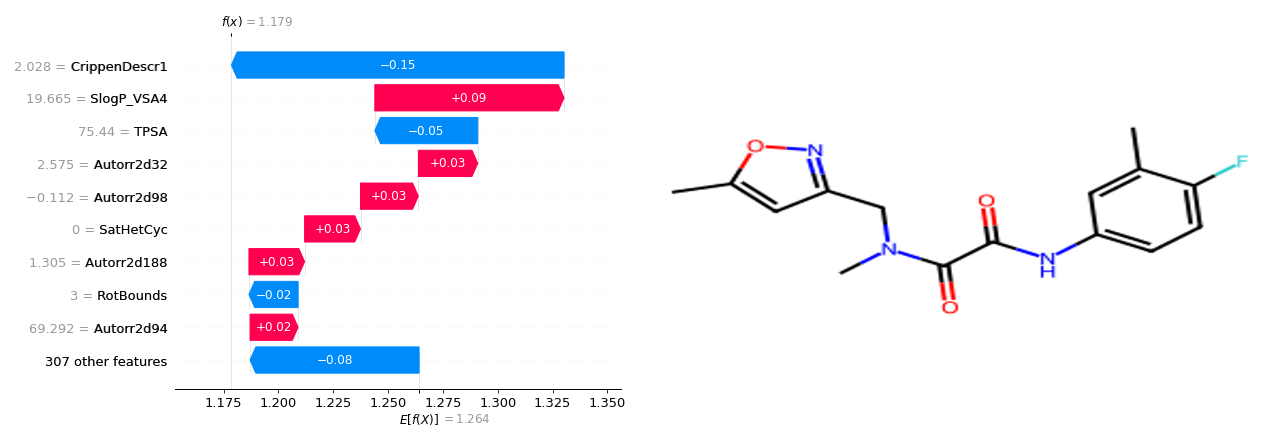 f(x) = 1.179
2.028 = CrippenDescr1
−0.15
19.665 = SlogP_VSA4
+0.09
75.44 = TPSA
−0.05
2.575 = Autorr2d32
+0.03
−0.112 = Autorr2d98
+0.03
0 = SatHetCyc
+0.03
1.305 = Autorr2d188
+0.03
3 = RotBounds
−0.02
69.292 = Autorr2d94
+0.02
307 other features
−0.08
1.175 1.200 1.225 1.250 1.275 1.300 1.325 1.350
E[f(X)] = 1.264
O
N
N
O
O
N
H
F